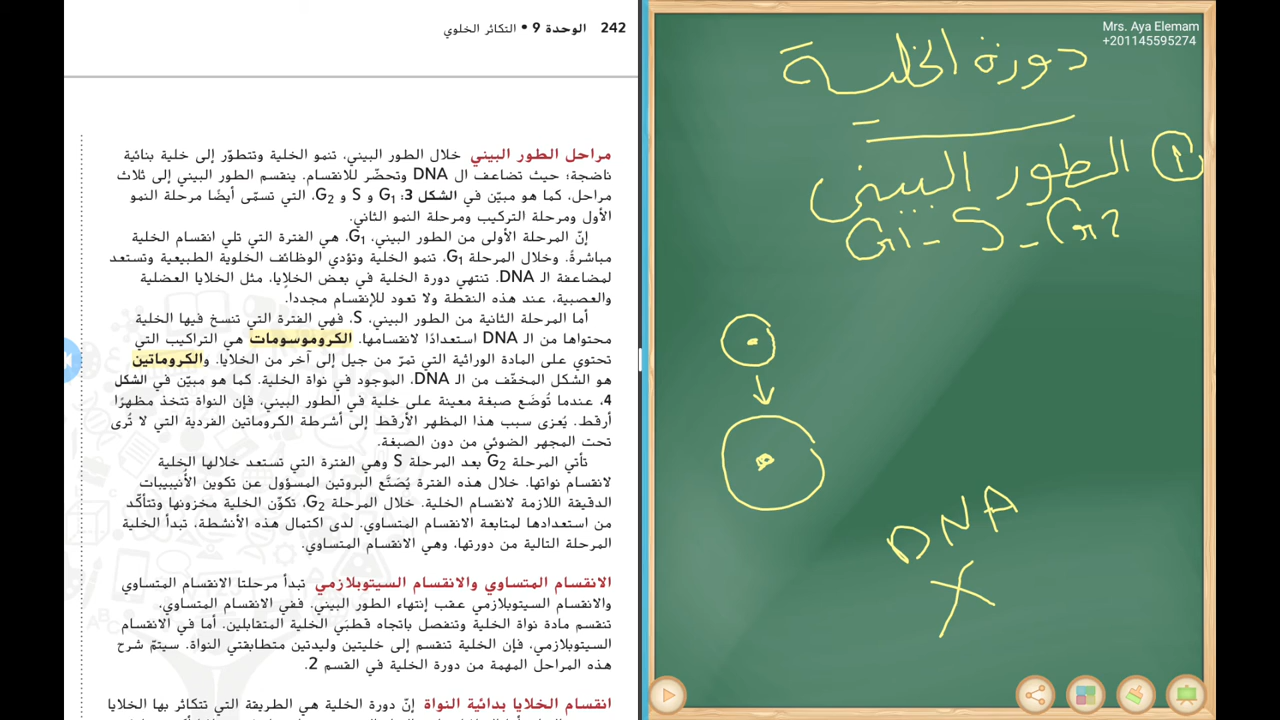 242 الوحدة 9 • التكاثر الخلوي
مراحل الطور البيني خلال الطور البيني، تنمو الخلية وتتطوّر إلى خلية بنائية
ناضجة؛ حيث تضاعف ال DNA وتحضّر للانقسام. ينقسم الطور البيني إلى ثلاث
مراحل، كما هو مبيّن في الشكل 3: G₁ و S و G₂، التي تسمّى أيضًا مرحلة النمو
الأول ومرحلة التركيب ومرحلة النمو الثاني.
إنّ المرحلة الأولى من الطور البيني، G₁، هي الفترة التي تلي انقسام الخلية
مباشرةً. وخلال المرحلة G₁، تنمو الخلية وتؤدي الوظائف الخلوية الطبيعية وتستعد
لمضاعفة الـ DNA. تنتهي دورة الخلية في بعض الخلايا، مثل الخلايا العضلية
والعصبية، عند هذه النقطة ولا تعود للإنقسام مجددا.
أما المرحلة الثانية من الطور البيني، S، فهي الفترة التي تنسخ فيها الخلية
محتواها من الـ DNA استعدادًا لانقسامها. الكروموسومات هي التراكيب التي
تحتوي على المادة الوراثية التي تمرّ من جيل إلى آخر من الخلايا. والكروماتين
هو الشكل المخفّف من الـ DNA، الموجود في نواة الخلية. كما هو مبيّن في الشكل
4، عندما تُوضَع صبغة معينة على خلية في الطور البيني، فإن النواة تتخذ مظهرًا
أرقط. يُعزى سبب هذا المظهر الأرقط إلى أشرطة الكروماتين الفردية التي لا تُرى
تحت المجهر الضوئي من دون الصبغة.
تأتي المرحلة G₂ بعد المرحلة S وهي الفترة التي تستعد خلالها الخلية
لانقسام نواتها. خلال هذه الفترة يُصَنَّع البروتين المسؤول عن تكوين الأُنيبيبات
الدقيقة اللازمة لانقسام الخلية. خلال المرحلة G₂، تكوّن الخلية مخزونها وتتأكّد
من استعدادها لمتابعة الانقسام المتساوي. لدى اكتمال هذه الأنشطة، تبدأ الخلية
المرحلة التالية من دورتها، وهي الانقسام المتساوي.
الانقسام المتساوي والانقسام السيتوبلازمي تبدأ مرحلتا الانقسام المتساوي
والانقسام السيتوبلازمي عقب إنتهاء الطور البيني. ففي الانقسام المتساوي،
تنقسم مادة نواة الخلية وتنفصل باتجاه قطبي الخلية المتقابلين. أما في الانقسام
السيتوبلازمي، فإن الخلية تنقسم إلى خليتين وليدتين متطابقتي النواة. سيتمّ شرح
هذه المراحل المهمة من دورة الخلية في القسم 2.
انقسام الخلايا بدائية النواة إنّ دورة الخلية هي الطريقة التي تتكاثر بها الخلايا
Mrs. Aya Elemam
+201145595274
دورة الخلية
١ الطور البيني
G1 - S - G2
DNA
X